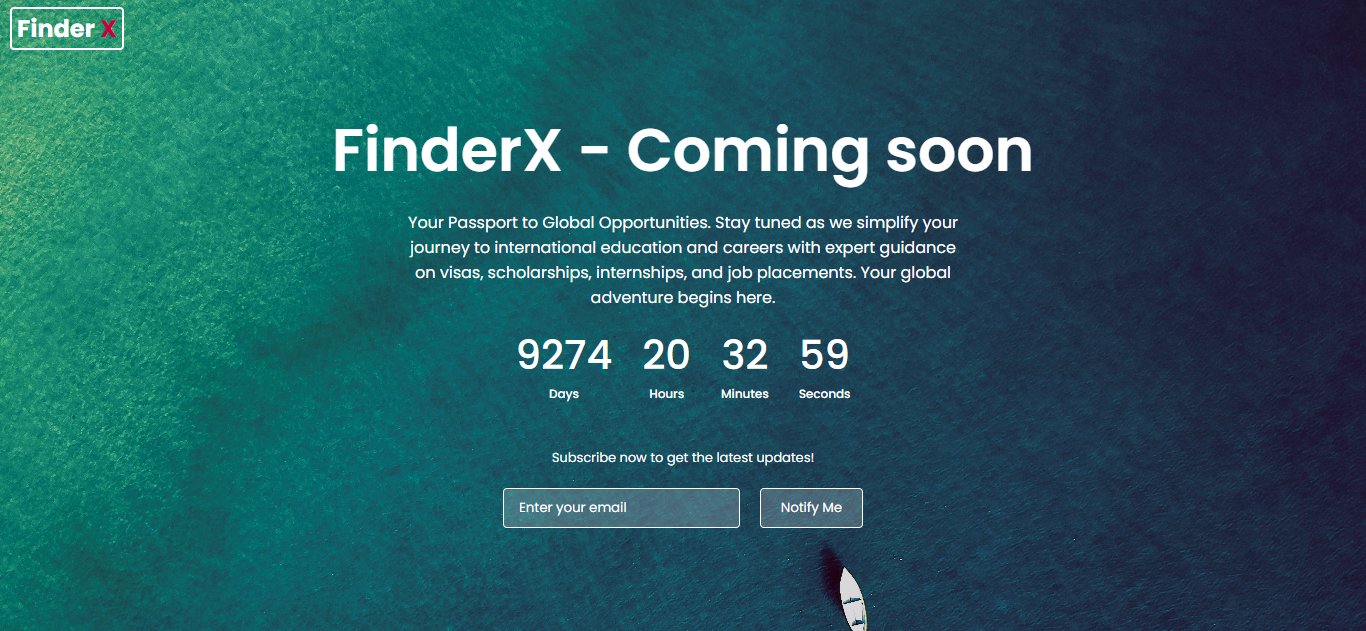 Finder X
FinderX - Coming soon
Your Passport to Global Opportunities. Stay tuned as we simplify your
journey to international education and careers with expert guidance
on visas, scholarships, internships, and job placements. Your global
adventure begins here.
9274 20 32 59
Days Hours Minutes Seconds
Subscribe now to get the latest updates!
Enter your email Notify Me